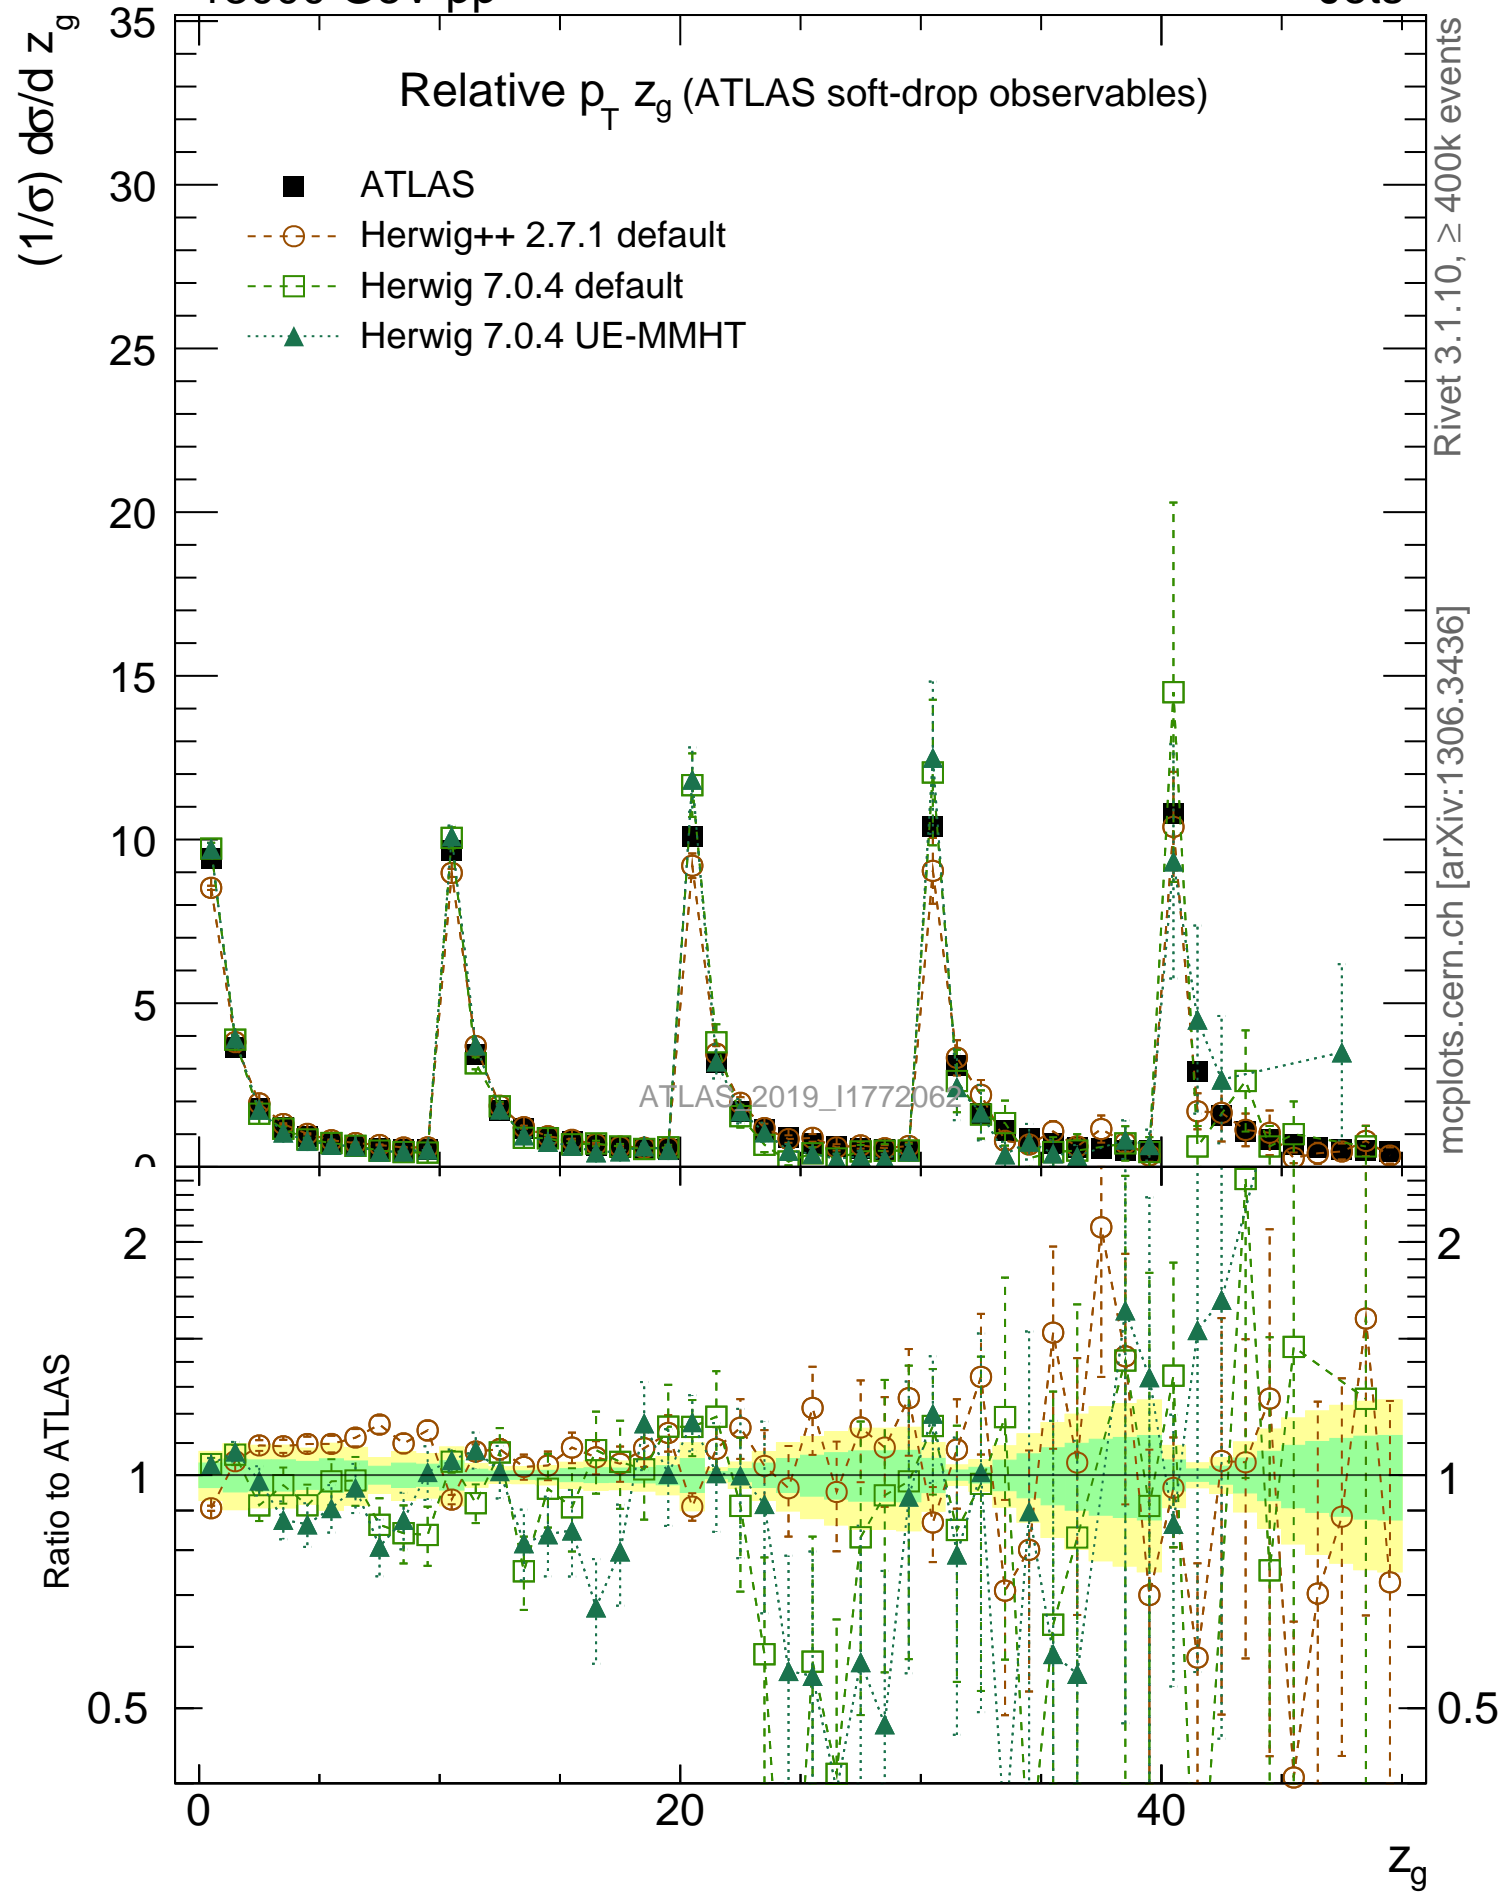 Relative p_T z_g (ATLAS soft-drop observables)
(1/σ) dσ/d z_g
ATLAS
Herwig++ 2.7.1 default
Herwig 7.0.4 default
Herwig 7.0.4 UE-MMHT
35
30
25
20
15
10
5
0
ATLAS_2019_I1772062
Rivet 3.1.10, ≥ 400k events
mcplots.cern.ch [arXiv:1306.3436]
Ratio to ATLAS
2
1
0.5
2
1
0.5
0
20
40
z_g